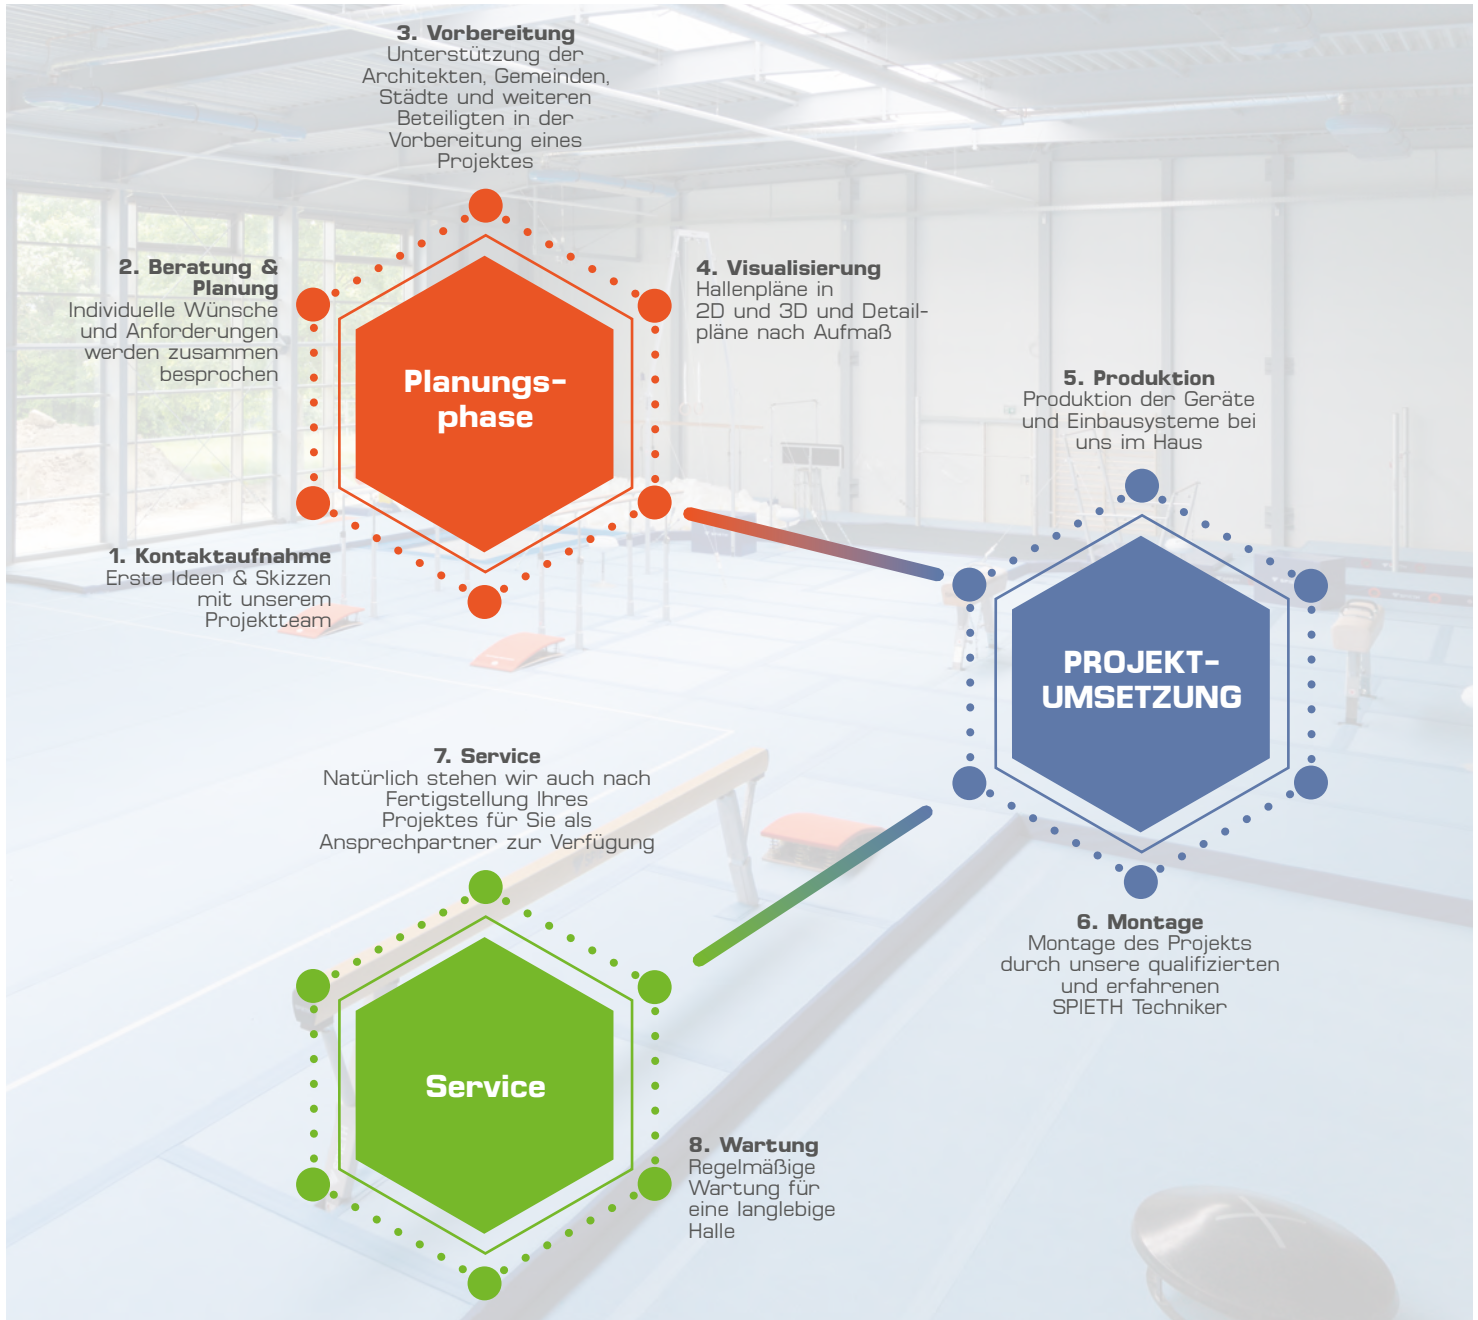 3. Vorbereitung
Unterstützung der
Architekten, Gemeinden,
Städte und weiteren
Beteiligten in der
Vorbereitung eines
Projektes
2. Beratung &
Planung
Individuelle Wünsche
und Anforderungen
werden zusammen
besprochen
4. Visualisierung
Hallenpläne in
2D und 3D und Detail-
pläne nach Aufmaß
Planungs-
phase
1. Kontaktaufnahme
Erste Ideen & Skizzen
mit unserem
Projektteam
5. Produktion
Produktion der Geräte
und Einbausysteme bei
uns im Haus
PROJEKT-
UMSETZUNG
6. Montage
Montage des Projekts
durch unsere qualifizierten
und erfahrenen
SPIETH Techniker
7. Service
Natürlich stehen wir auch nach
Fertigstellung Ihres
Projektes für Sie als
Ansprechpartner zur Verfügung
Service
8. Wartung
Regelmäßige
Wartung für
eine langlebige
Halle